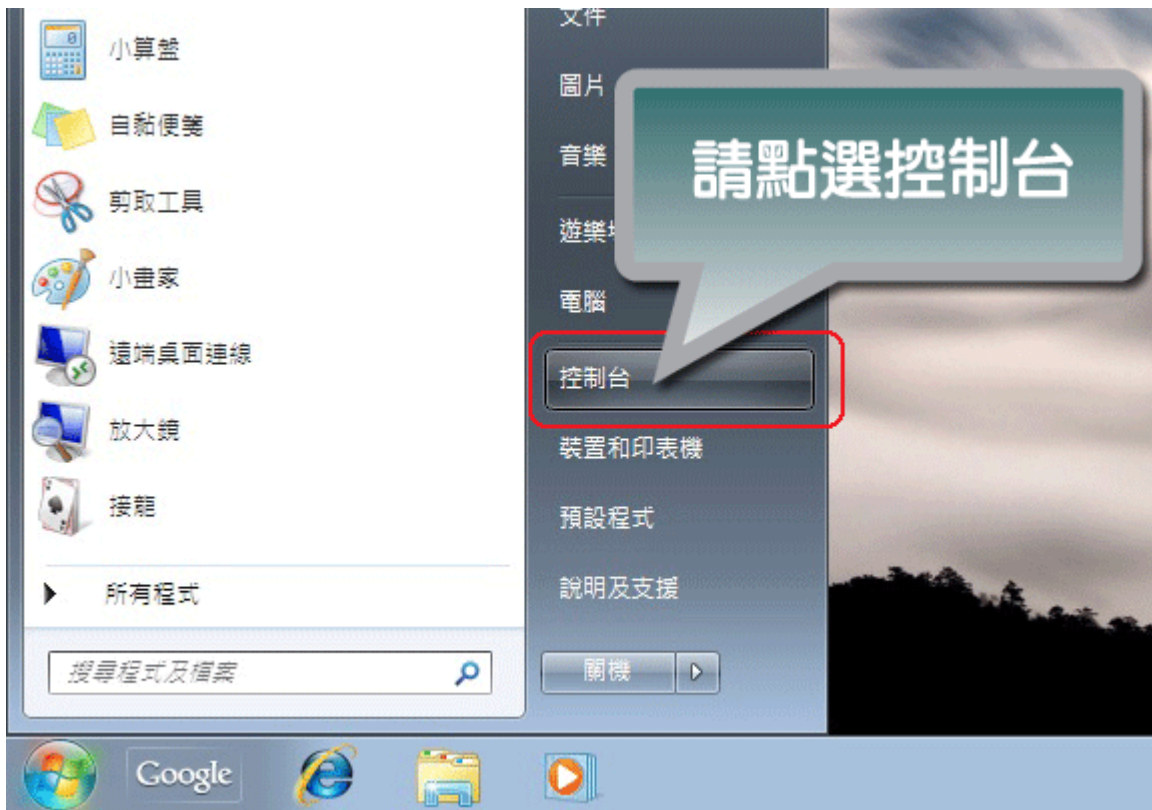 小算盤
自黏便箋
剪取工具
小畫家
遠端桌面連線
放大鏡
接龍
所有程式
搜尋程式及檔案
文件
圖片
音樂
遊樂
電腦
控制台
裝置和印表機
預設程式
說明及支援
關機
請點選控制台
Google